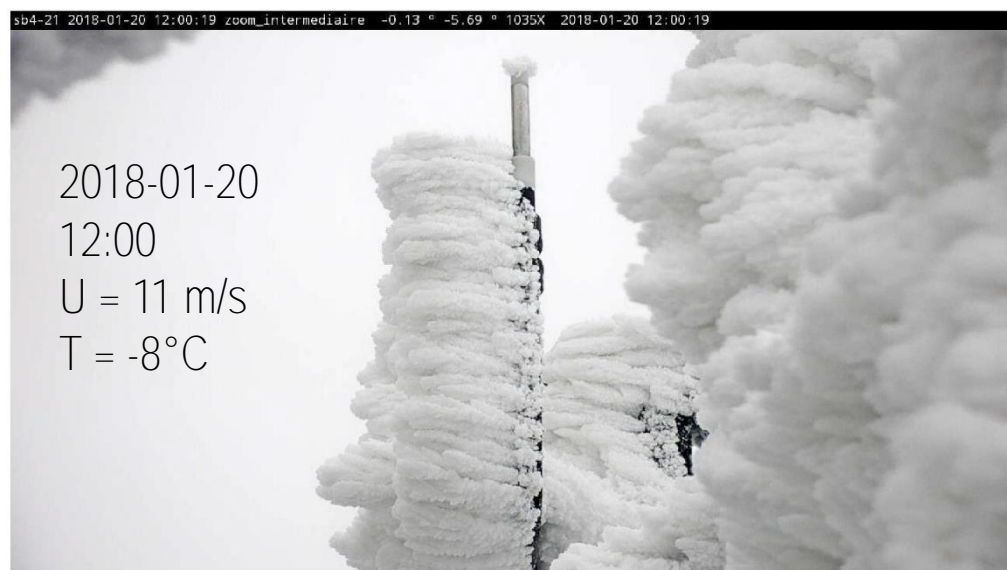 sb4-21 2018-01-20 12:00:19 zoom_intermediaire -0.13 ° -5.69 ° 1035X 2018-01-20 12:00:19
2018-01-20
12:00
U = 11 m/s
T = -8°C